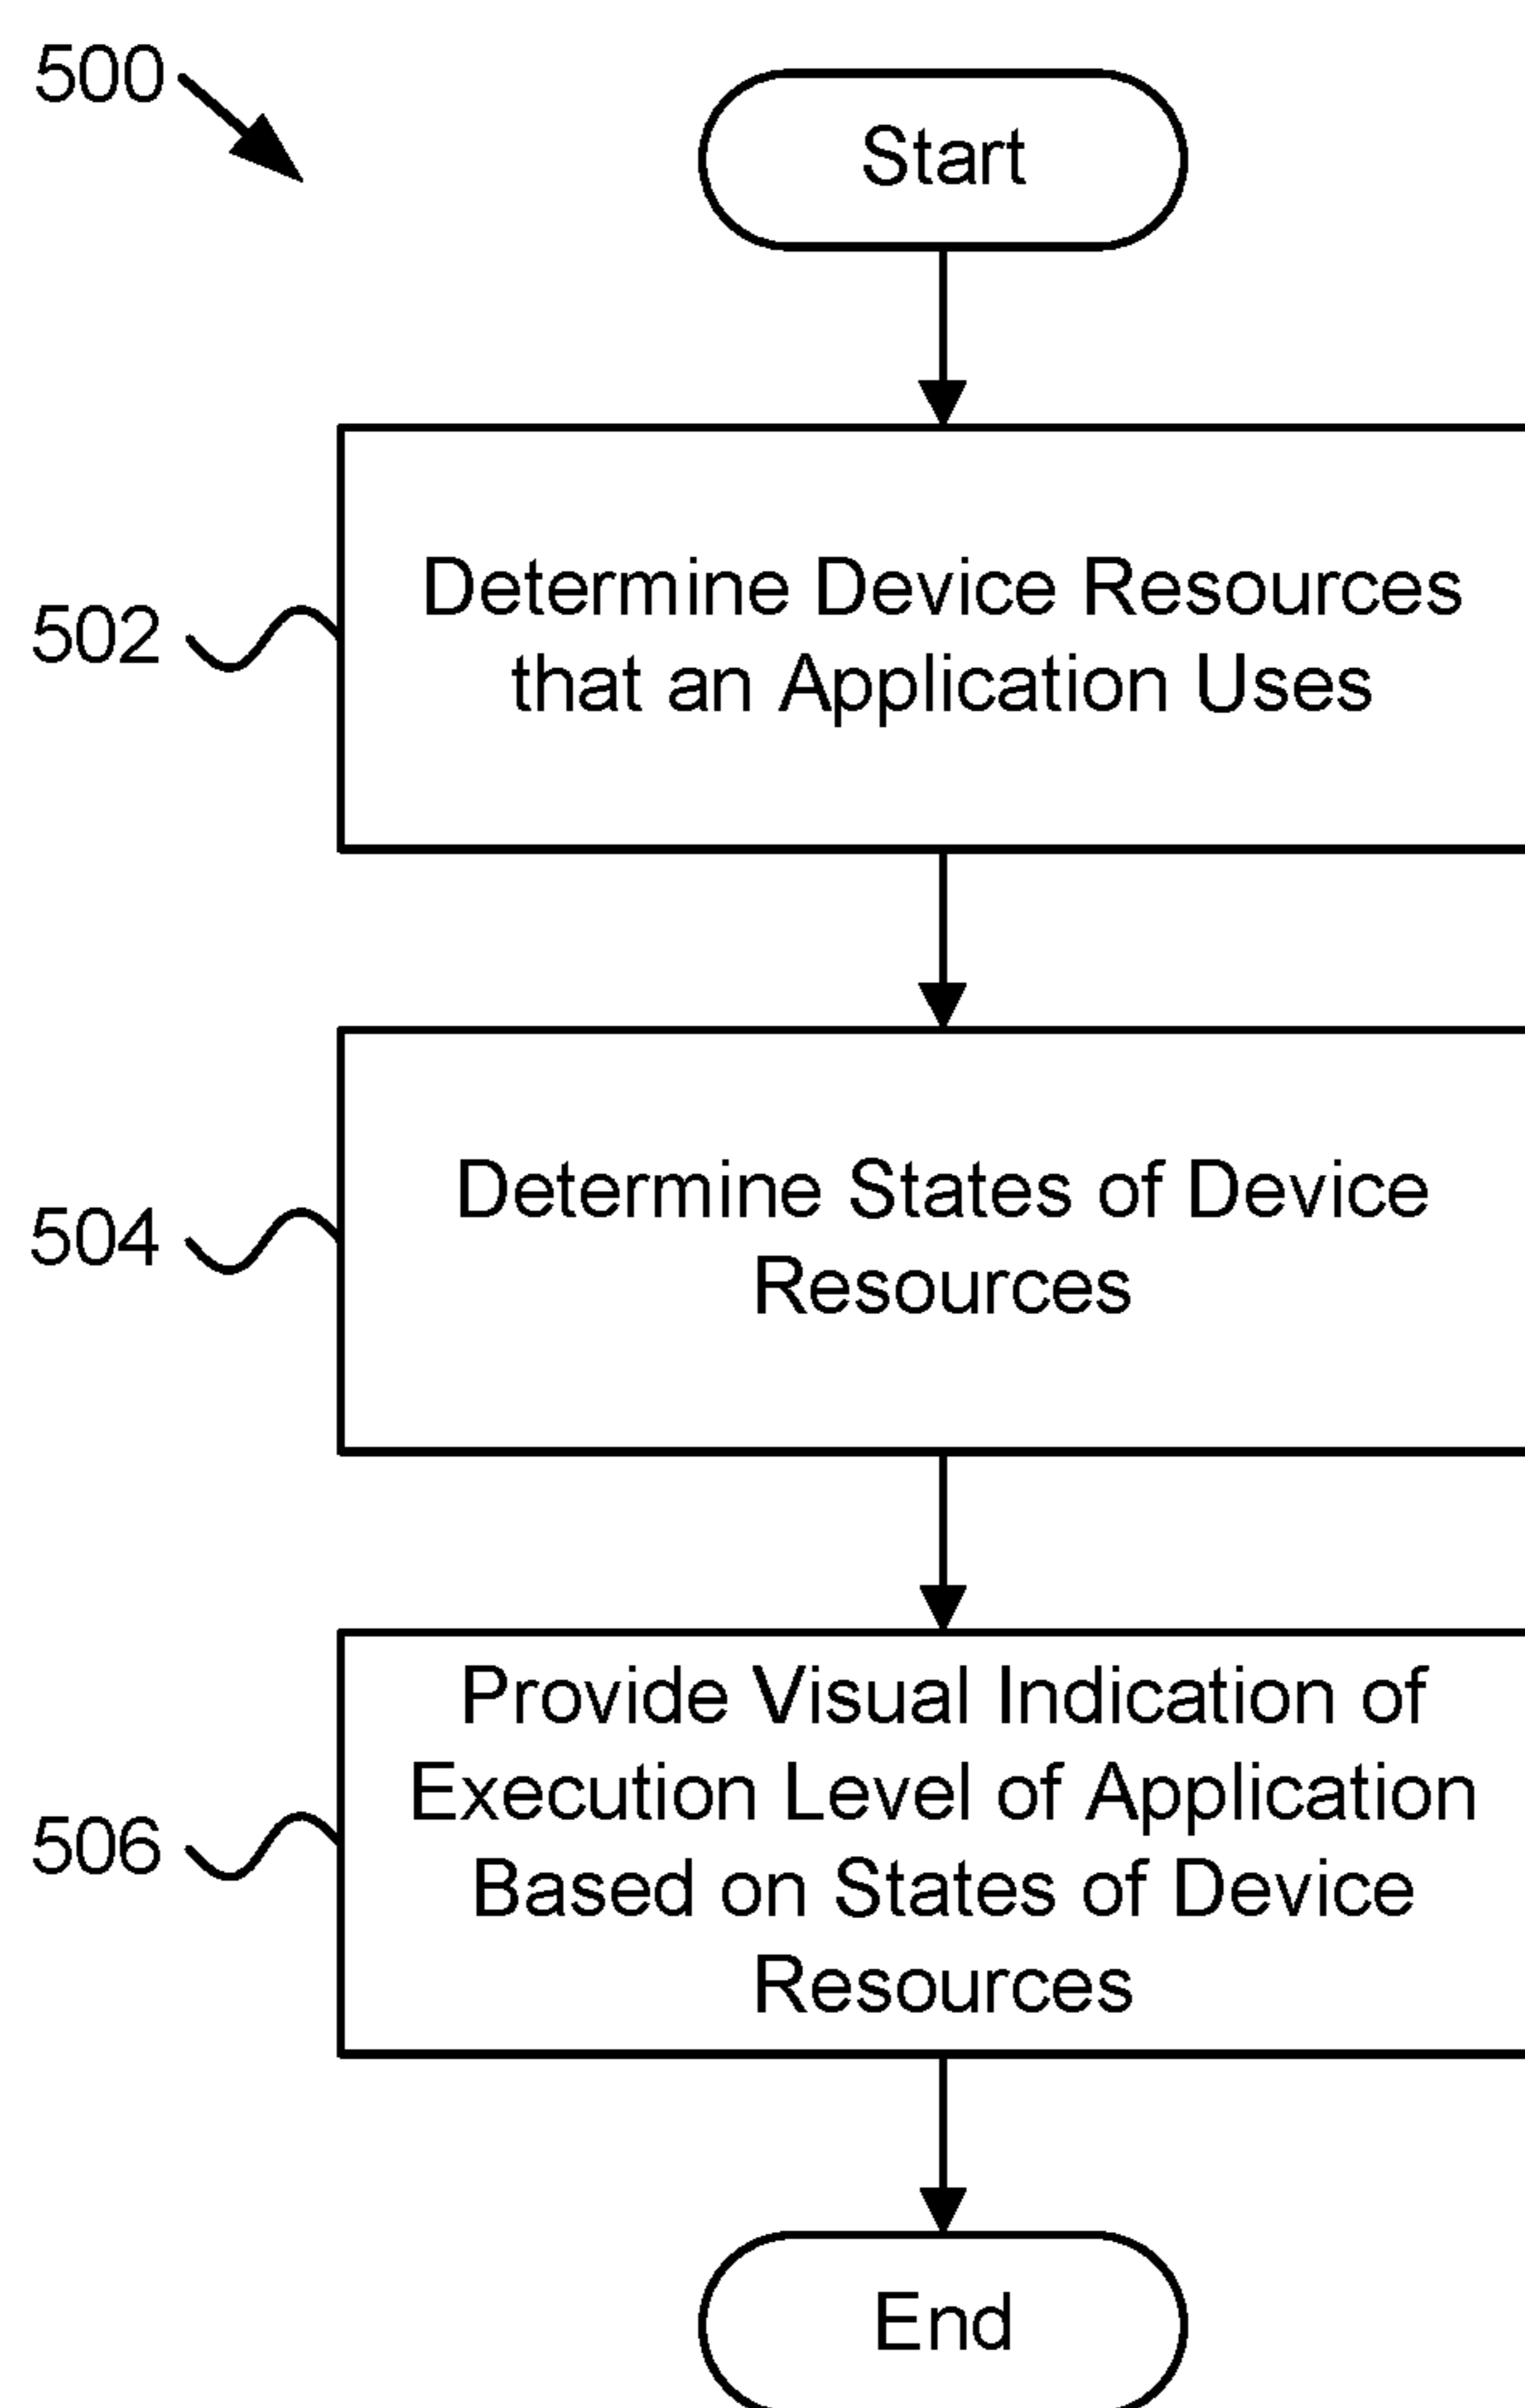 500
Start
502
Determine Device Resources
that an Application Uses
504
Determine States of Device
Resources
506
Provide Visual Indication of
Execution Level of Application
Based on States of Device
Resources
End